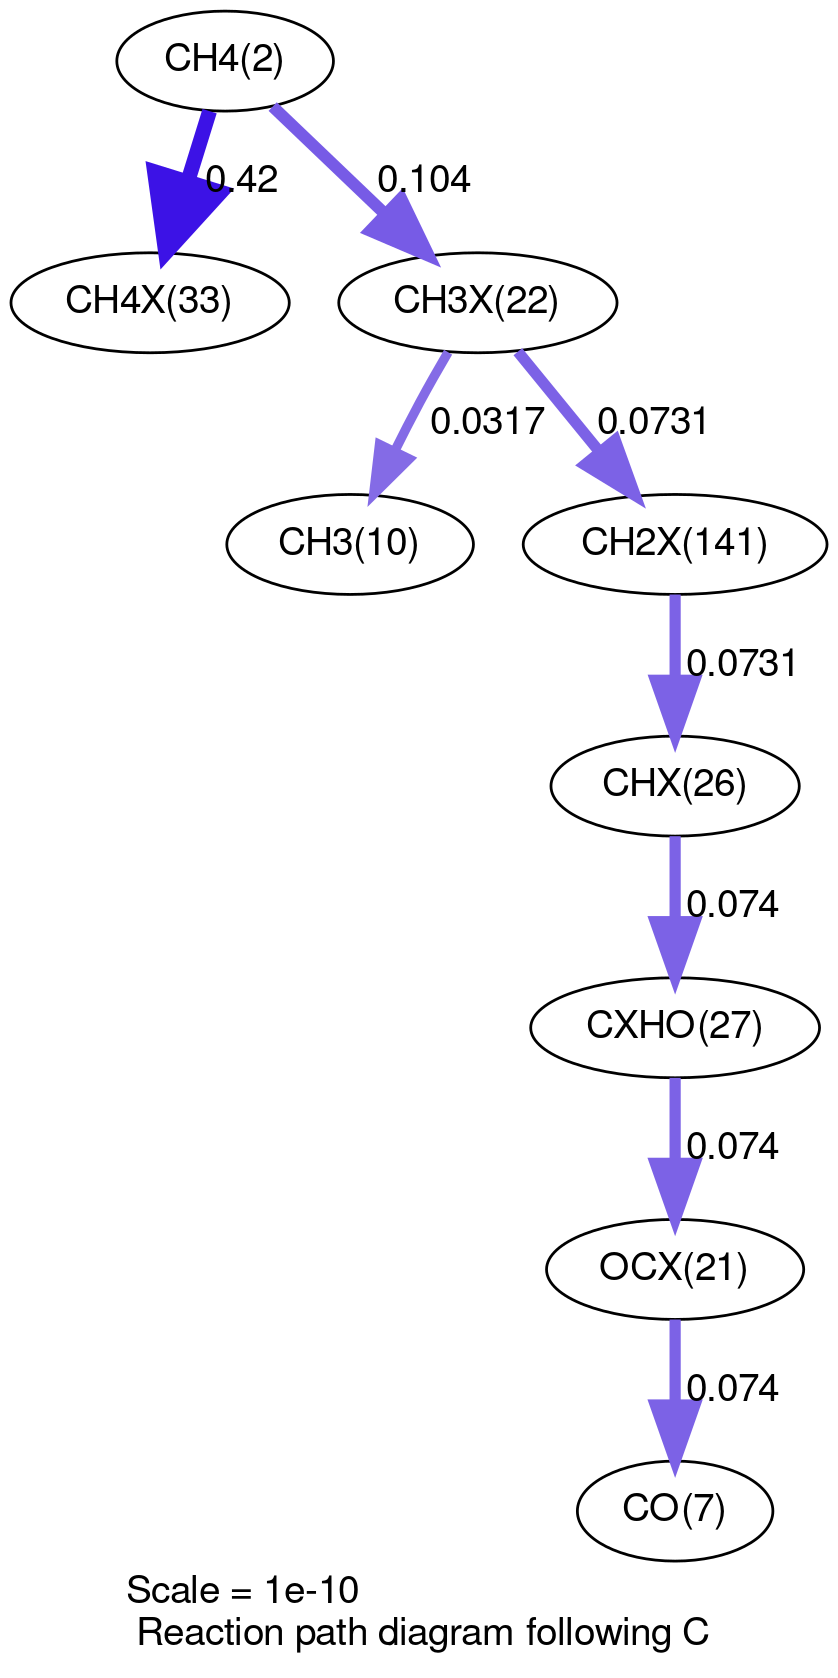 CH4(2)
0.42
0.104
CH4X(33)
CH3X(22)
0.0317
0.0731
CH3(10)
CH2X(141)
0.0731
CHX(26)
0.074
CXHO(27)
0.074
OCX(21)
0.074
CO(7)
Scale = 1e-10
Reaction path diagram following C